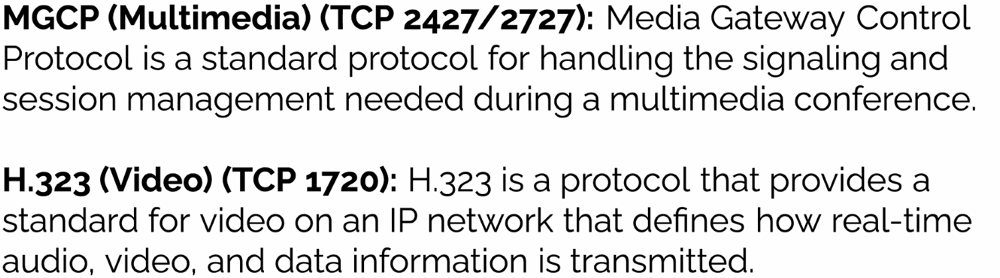 MGCP (Multimedia) (TCP 2427/2727): Media Gateway Control
Protocol is a standard protocol for handling the signaling and
session management needed during a multimedia conference.
H.323 (Video) (TCP 1720): H.323 is a protocol that provides a
standard for video on an IP network that defines how real-time
audio, video, and data information is transmitted.